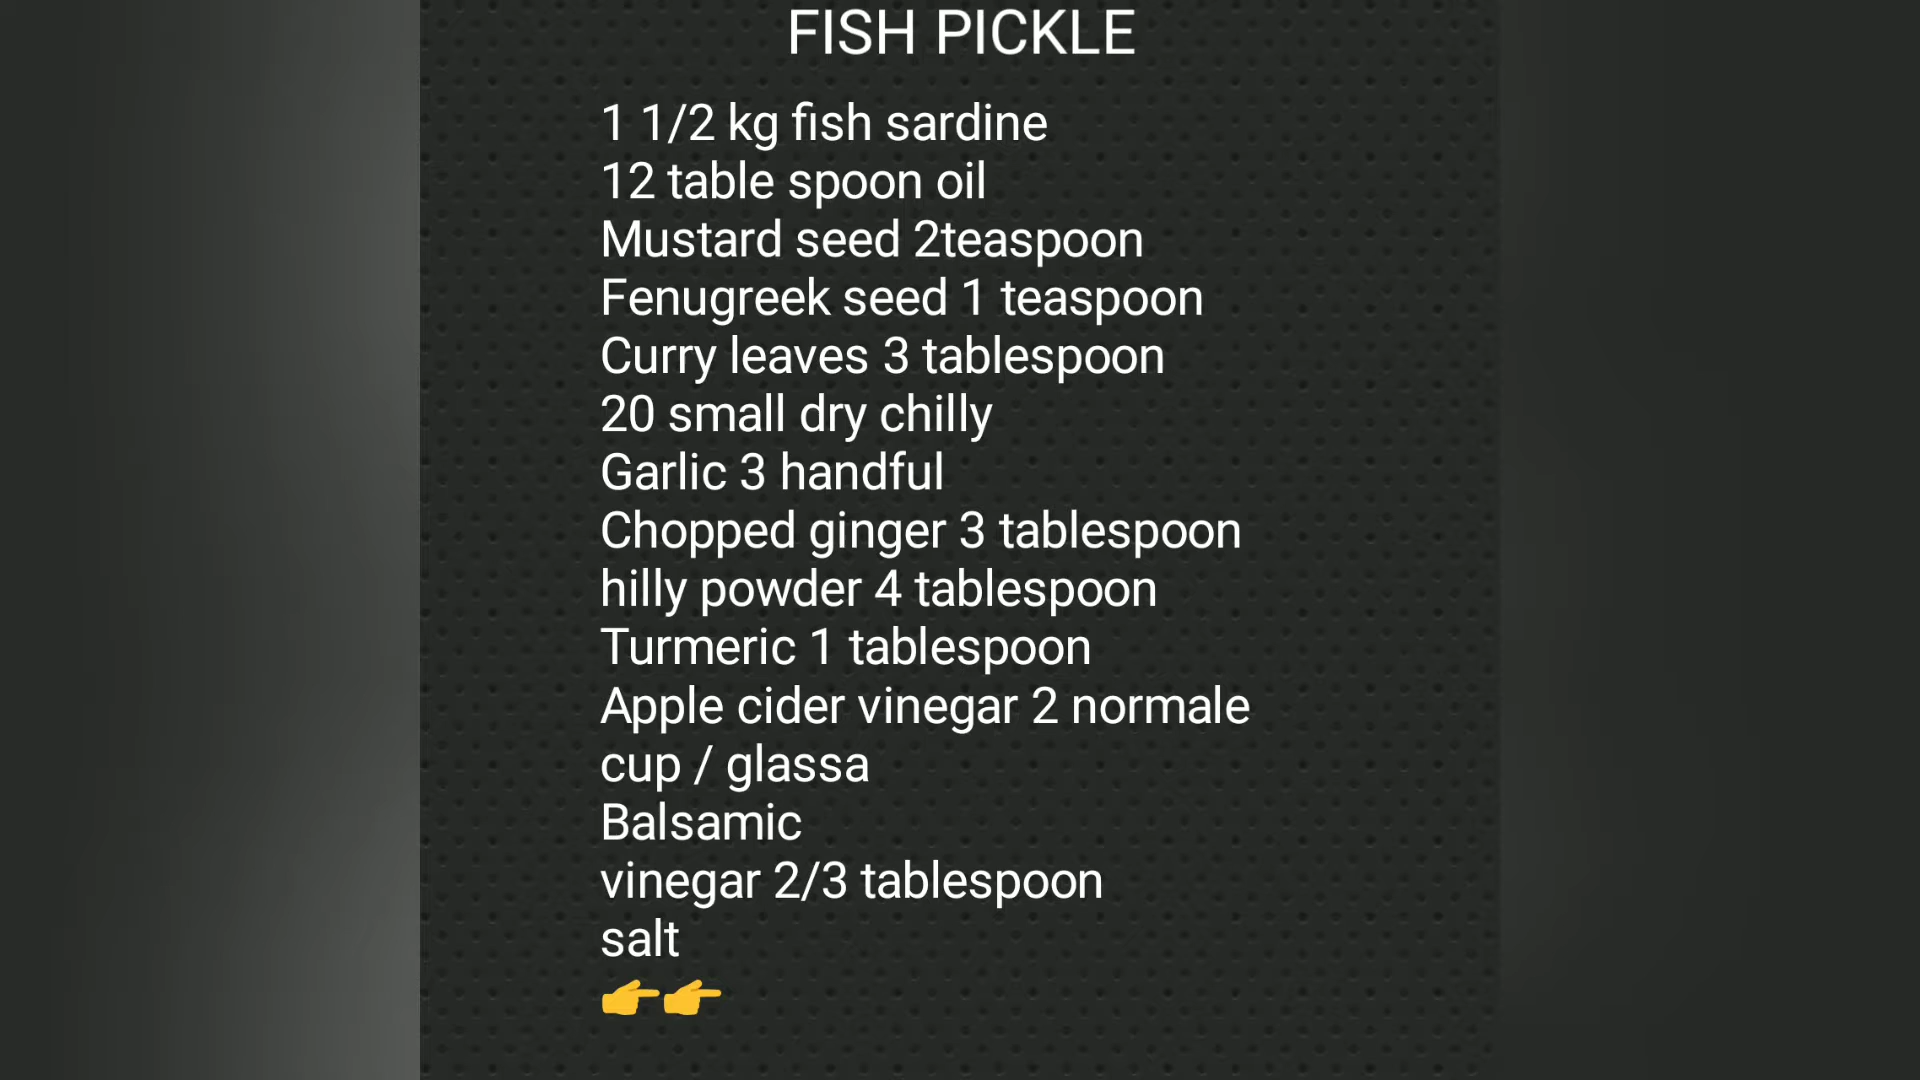 FISH PICKLE
1 1/2 kg fish sardine
12 table spoon oil
Mustard seed 2teaspoon
Fenugreek seed 1 teaspoon
Curry leaves 3 tablespoon
20 small dry chilly
Garlic 3 handful
Chopped ginger 3 tablespoon
hilly powder 4 tablespoon
Turmeric 1 tablespoon
Apple cider vinegar 2 normale
cup / glassa
Balsamic
vinegar 2/3 tablespoon
salt
👉👉